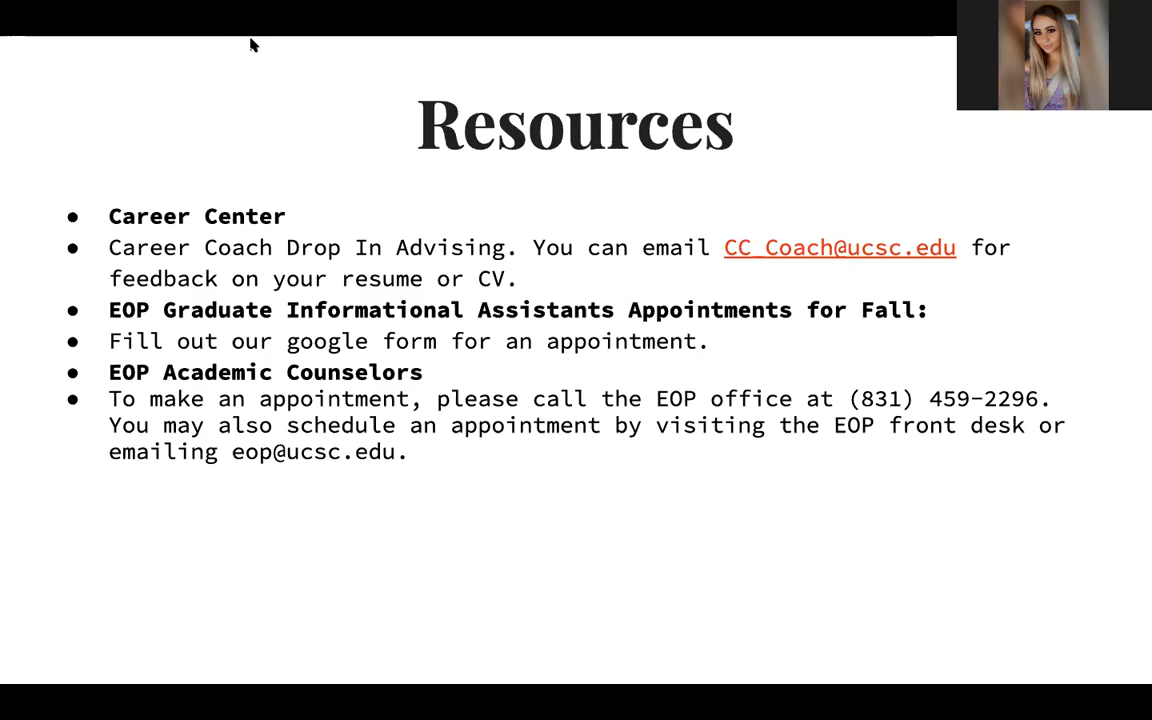 Resources
● Career Center
● Career Coach Drop In Advising. You can email CC_Coach@ucsc.edu for
feedback on your resume or CV.
● EOP Graduate Informational Assistants Appointments for Fall:
● Fill out our google form for an appointment.
● EOP Academic Counselors
● To make an appointment, please call the EOP office at (831) 459-2296.
You may also schedule an appointment by visiting the EOP front desk or
emailing eop@ucsc.edu.